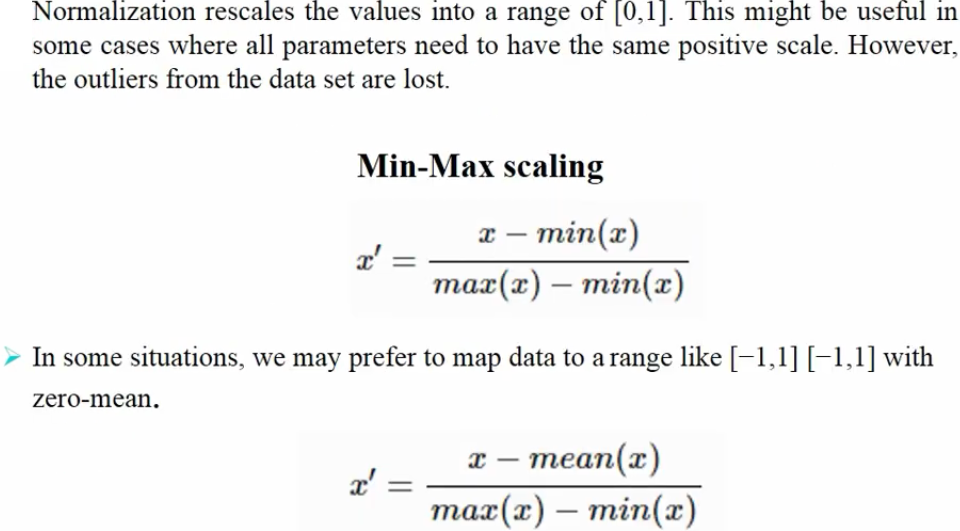 Normalization rescales the values into a range of [0,1]. This might be useful in
some cases where all parameters need to have the same positive scale. However,
the outliers from the data set are lost.
Min-Max scaling
x′ = (x − min(x)) / (max(x) − min(x))
➢ In some situations, we may prefer to map data to a range like [−1,1] [−1,1] with
zero-mean.
x′ = (x − mean(x)) / (max(x) − min(x))